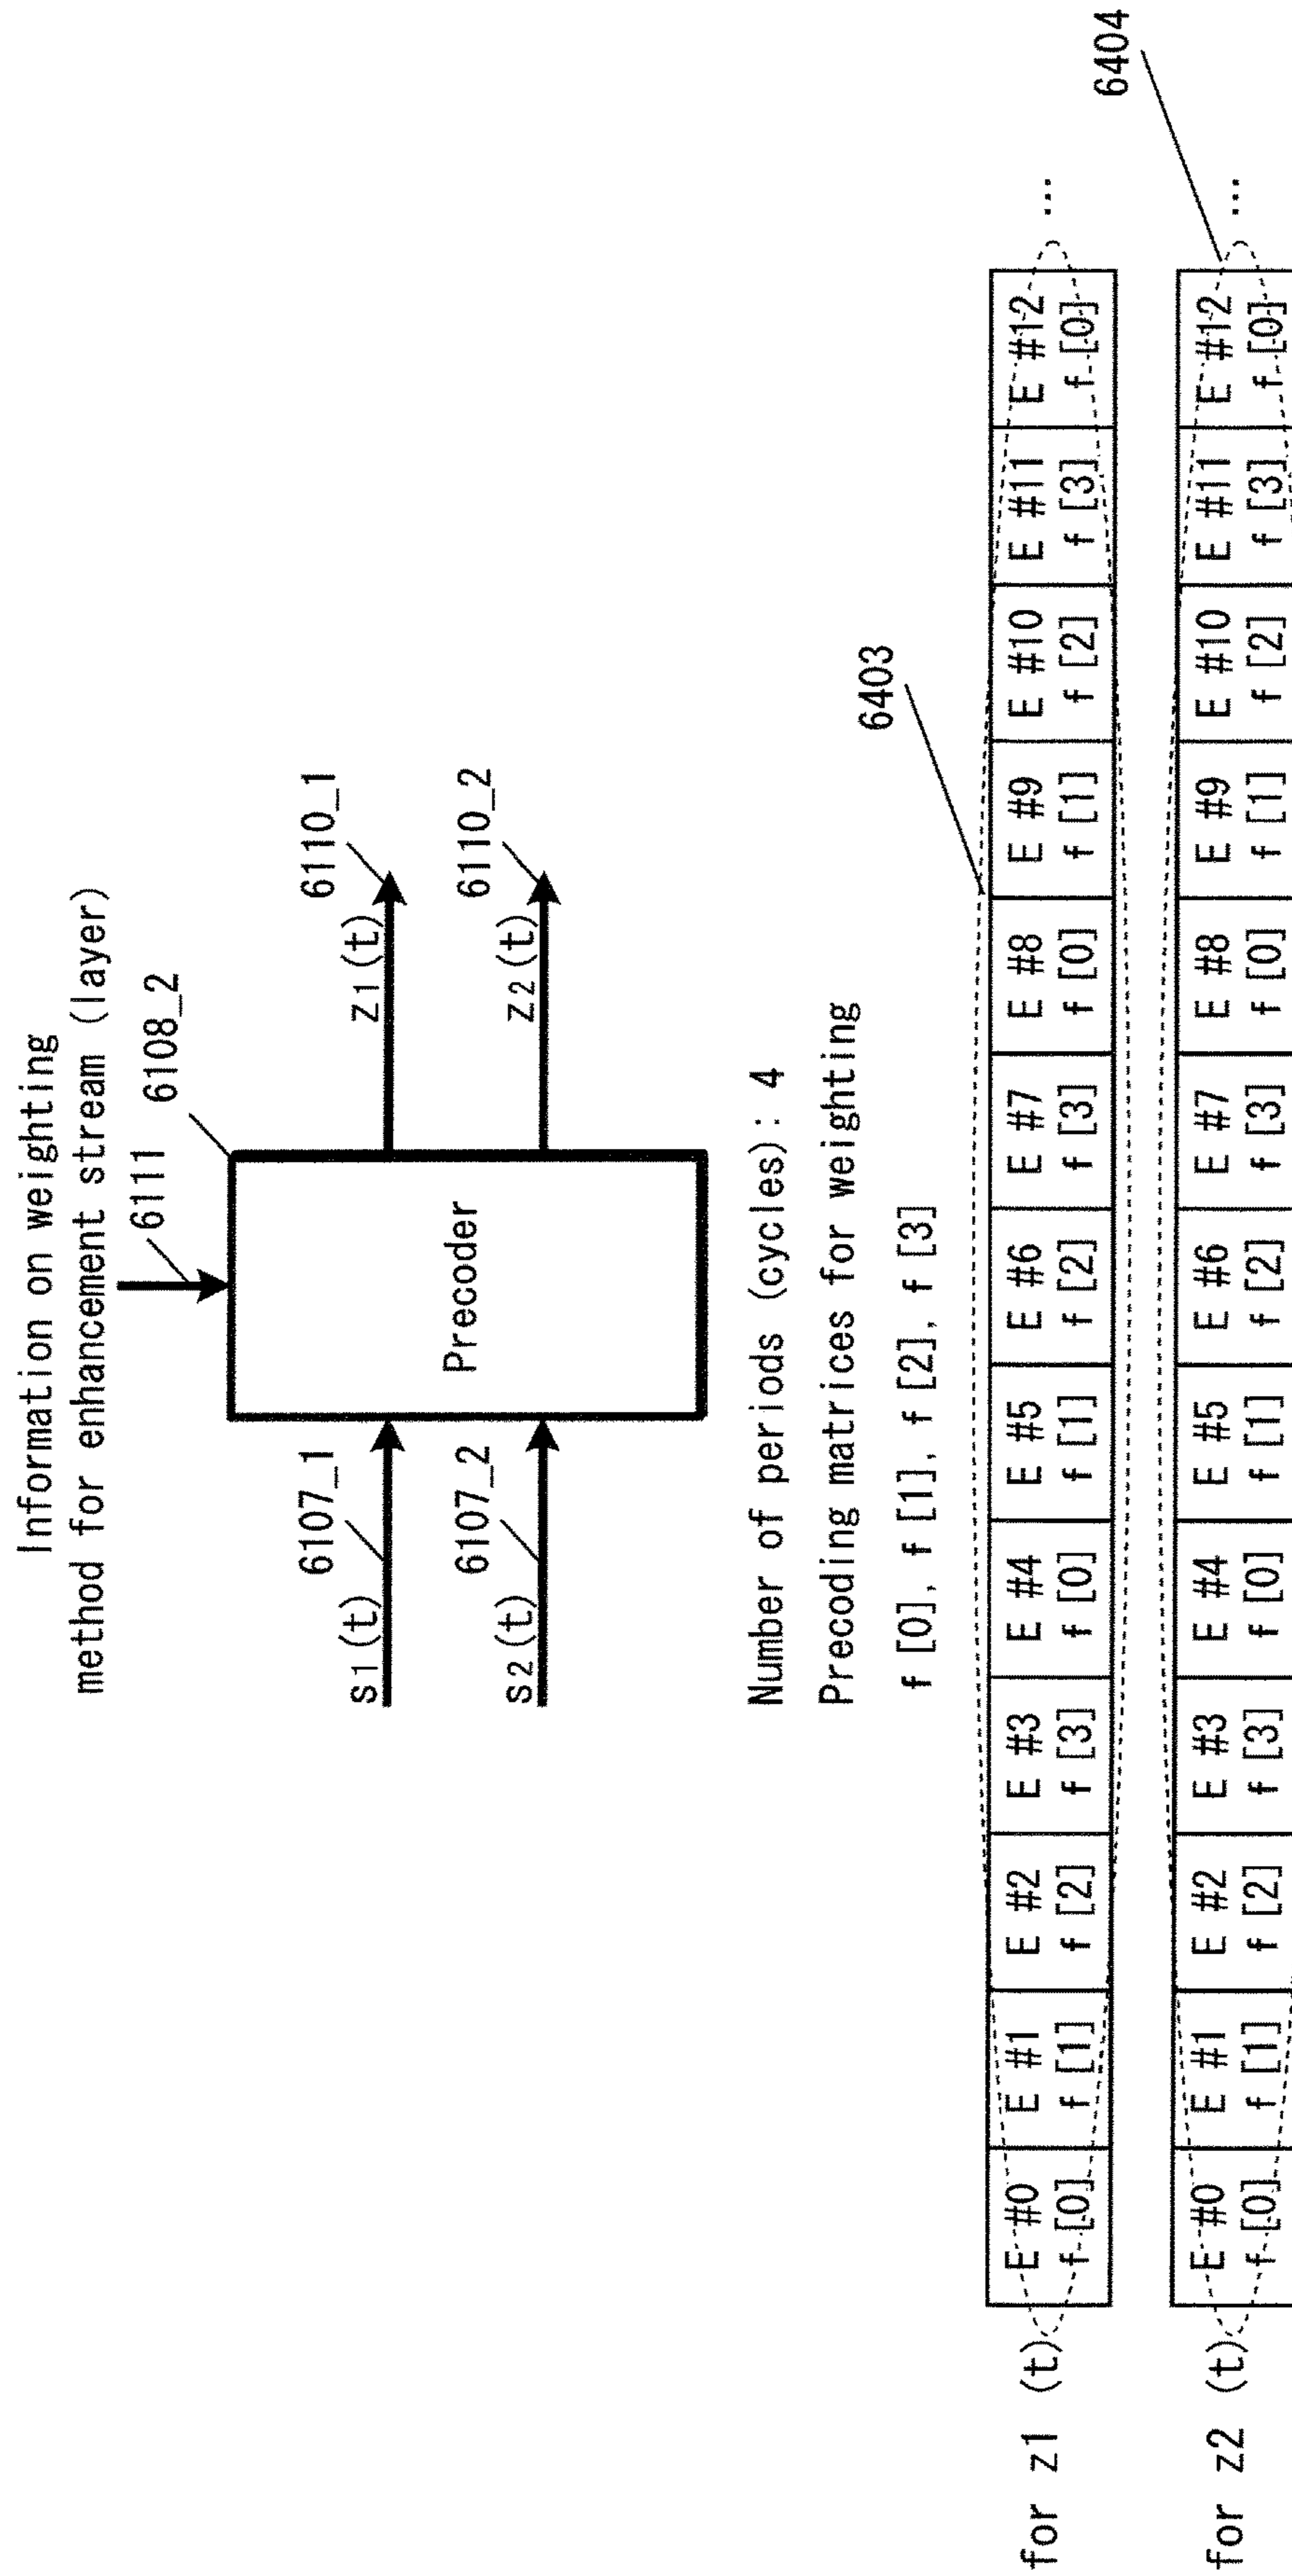 Information on weighting
method for enhancement stream (layer)
6111
6108_2
s1(t)
6107_1
s2(t)
6107_2
Precoder
z1(t)
6110_1
z2(t)
6110_2
Number of periods (cycles): 4
Precoding matrices for weighting
f [0], f [1], f [2], f [3]
6403
for z1 (t)
E #0 E #1 E #2 E #3 E #4 E #5 E #6 E #7 E #8 E #9 E #10 E #11 E #12 ...
f [0] f [1] f [2] f [3] f [0] f [1] f [2] f [3] f [0] f [1] f [2] f [3] f [0]
6404
for z2 (t)
E #0 E #1 E #2 E #3 E #4 E #5 E #6 E #7 E #8 E #9 E #10 E #11 E #12 ...
f [0] f [1] f [2] f [3] f [0] f [1] f [2] f [3] f [0] f [1] f [2] f [3] f [0]